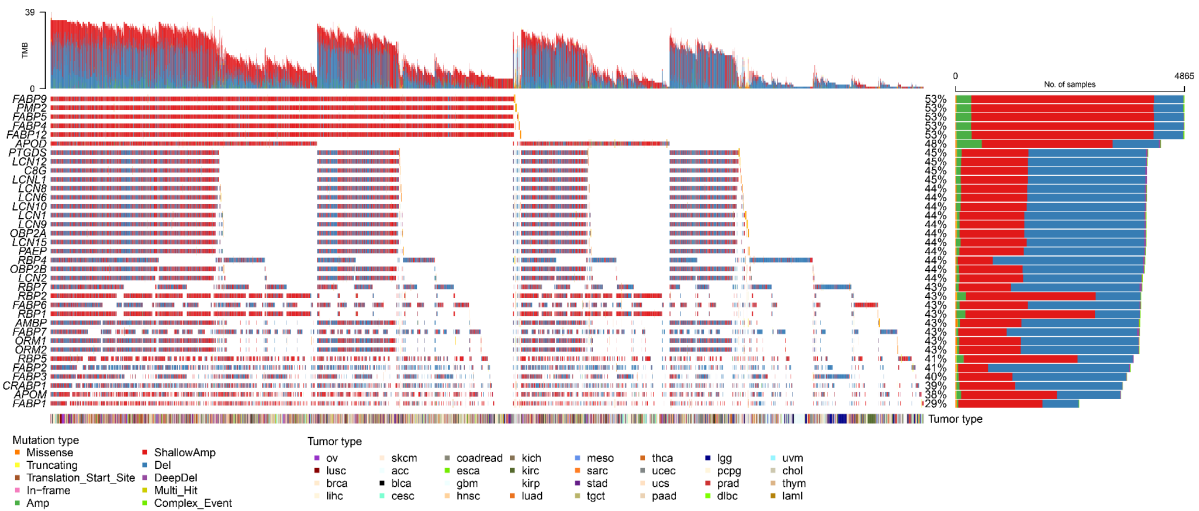 39
TMB
0
0
4865
No. of samples
FABP9 53%
PMP2 53%
FABP5 53%
FABP4 53%
FABP12 53%
APOD 48%
PTGDS 45%
LCN12 45%
C8G 45%
LCNL1 45%
LCN8 44%
LCN6 44%
LCN10 44%
LCN1 44%
LCN9 44%
OBP2A 44%
LCN15 44%
PAEP 44%
RBP4 44%
OBP2B 44%
LCN2 44%
RBP7 43%
RBP2 43%
FABP6 43%
RBP1 43%
AMBP 43%
FABP7 43%
ORM1 43%
ORM2 43%
RBP5 41%
FABP2 41%
FABP3 40%
CRABP1 39%
APOM 38%
FABP1 29%
Tumor type
Mutation type
Missense ShallowAmp
Truncating Del
Translation_Start_Site DeepDel
In-frame Multi_Hit
Amp Complex_Event
Tumor type
ov skcm coadread kich meso thca lgg uvm
lusc acc esca kirc sarc ucec pcpg chol
brca blca gbm kirp stad ucs prad thym
lihc cesc hnsc luad tgct paad dlbc laml